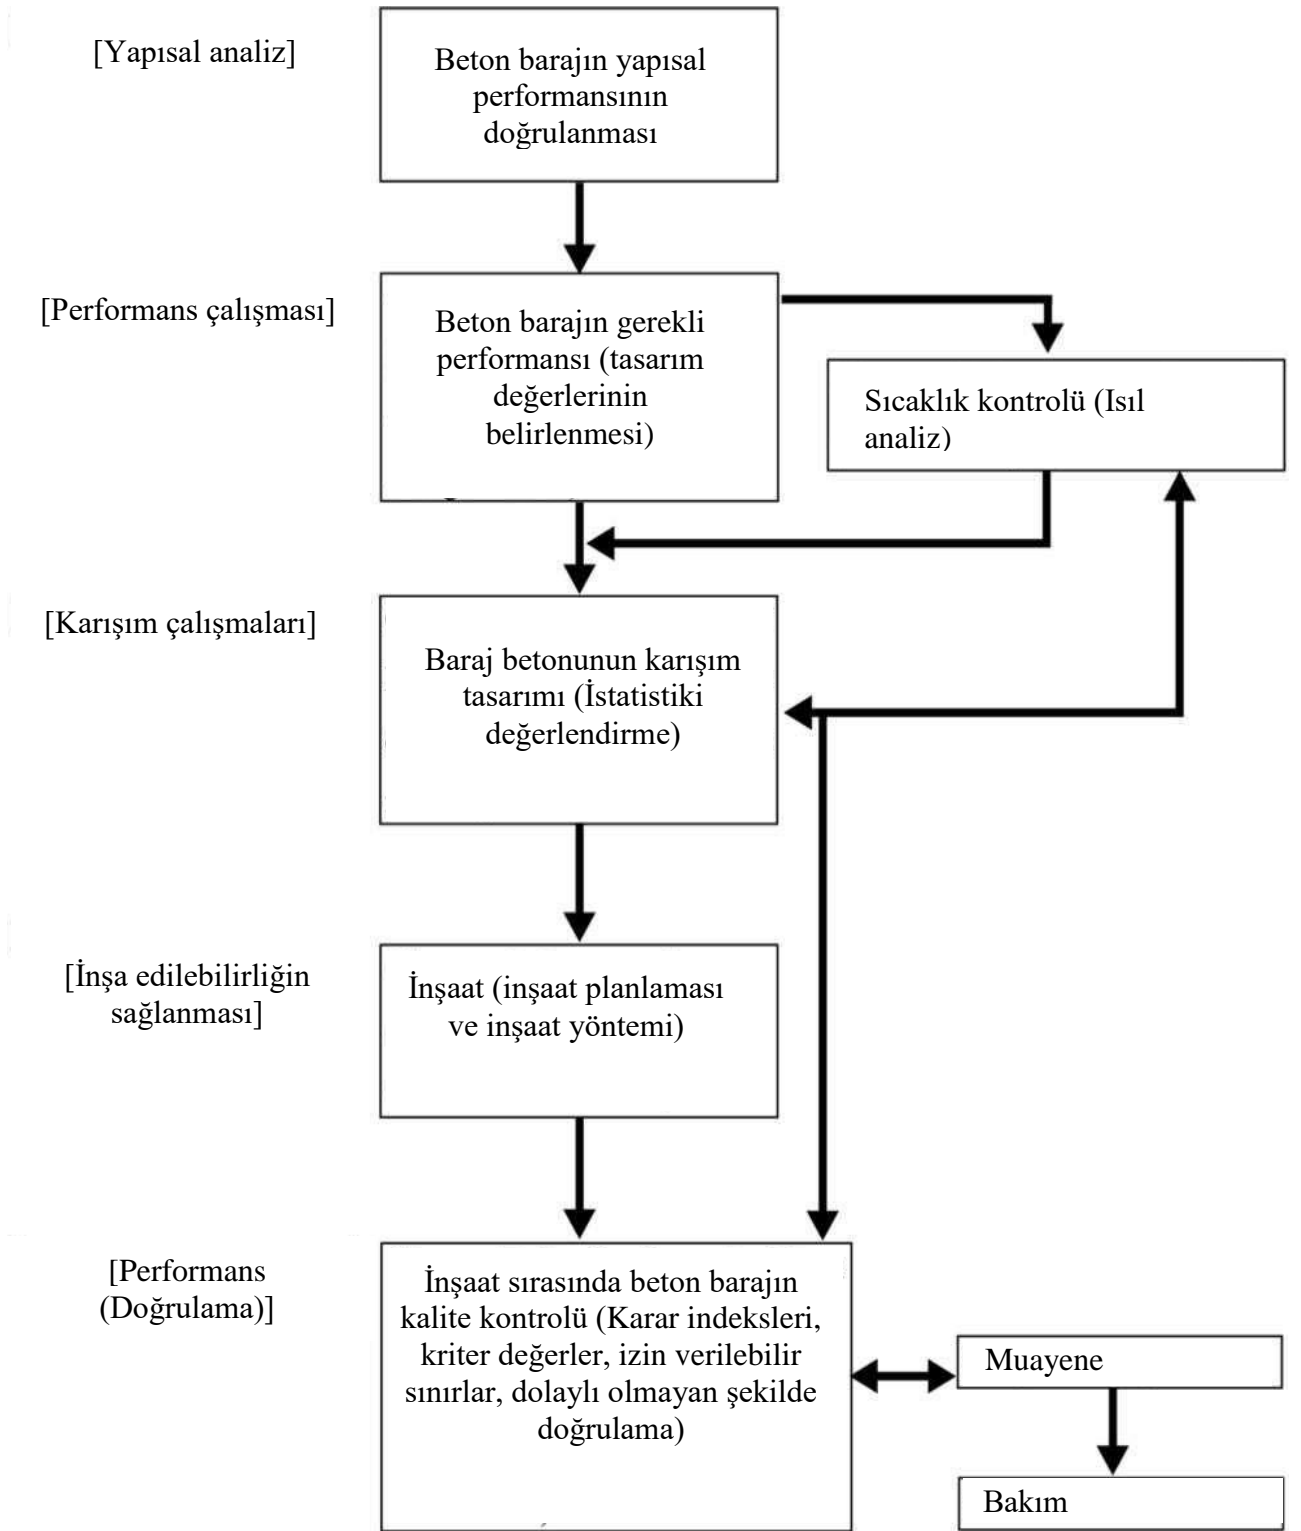 [Yapısal analiz]
Beton barajın yapısal
performansının
doğrulanması
[Performans çalışması]
Beton barajın gerekli
performansı (tasarım
değerlerinin
belirlenmesi)
Sıcaklık kontrolü (Isıl
analiz)
[Karışım çalışmaları]
Baraj betonunun karışım
tasarımı (İstatistiki
değerlendirme)
[İnşa edilebilirliğin
sağlanması]
İnşaat (inşaat planlaması
ve inşaat yöntemi)
[Performans
(Doğrulama)]
İnşaat sırasında beton barajın
kalite kontrolü (Karar indeksleri,
kriter değerler, izin verilebilir
sınırlar, dolaylı olmayan şekilde
doğrulama)
Muayene
Bakım